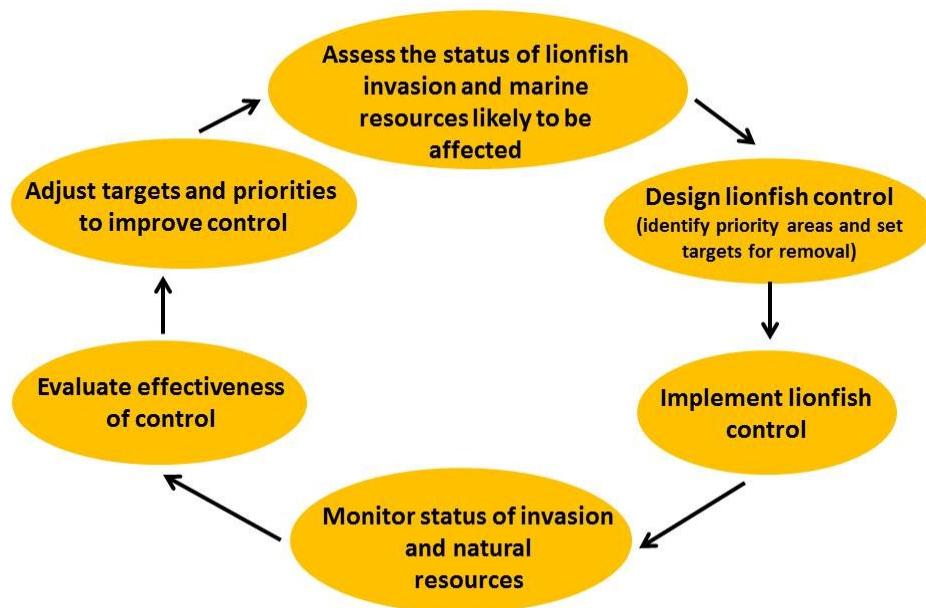 Assess the status of lionfish
invasion and marine
resources likely to be
affected
Design lionfish control
(identify priority areas and set
targets for removal)
Implement lionfish
control
Monitor status of invasion
and natural
resources
Evaluate effectiveness
of control
Adjust targets and priorities
to improve control